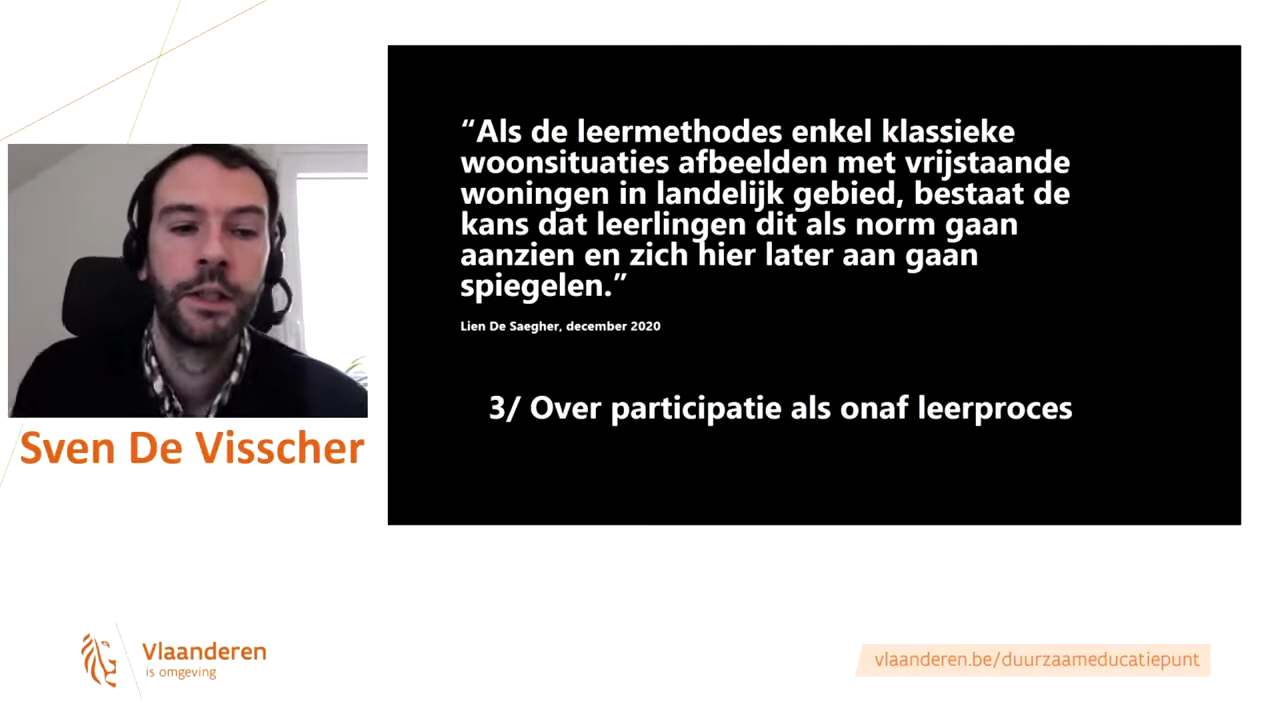 “Als de leermethodes enkel klassieke
woonsituaties afbeelden met vrijstaande
woningen in landelijk gebied, bestaat de
kans dat leerlingen dit als norm gaan
aanzien en zich hier later aan gaan
spiegelen.”
Lien De Saegher, december 2020
3/ Over participatie als onaf leerproces
Sven De Visscher
Vlaanderen
is omgeving
vlaanderen.be/duurzaameducatiepunt